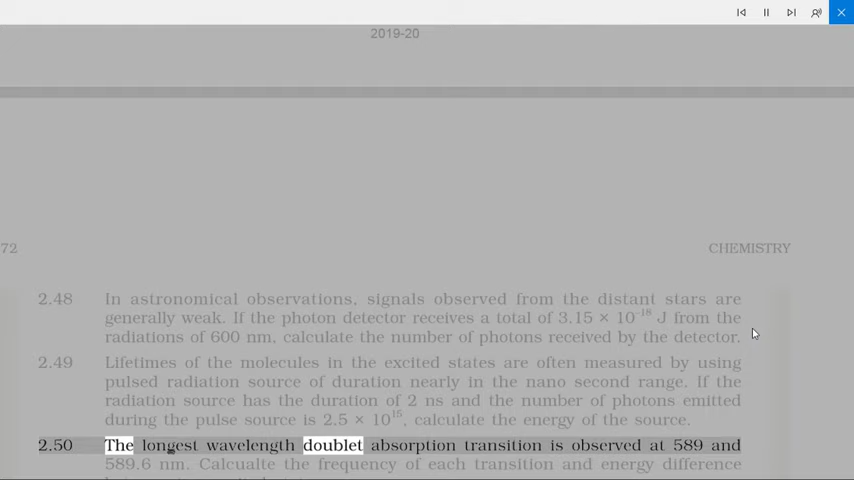 2019-20
72 CHEMISTRY
2.48 In astronomical observations, signals observed from the distant stars are
generally weak. If the photon detector receives a total of 3.15 × 10⁻¹⁸ J from the
radiations of 600 nm, calculate the number of photons received by the detector.
2.49 Lifetimes of the molecules in the excited states are often measured by using
pulsed radiation source of duration nearly in the nano second range. If the
radiation source has the duration of 2 ns and the number of photons emitted
during the pulse source is 2.5 × 10¹⁵, calculate the energy of the source.
2.50 The longest wavelength doublet absorption transition is observed at 589 and
589.6 nm. Calcualte the frequency of each transition and energy difference